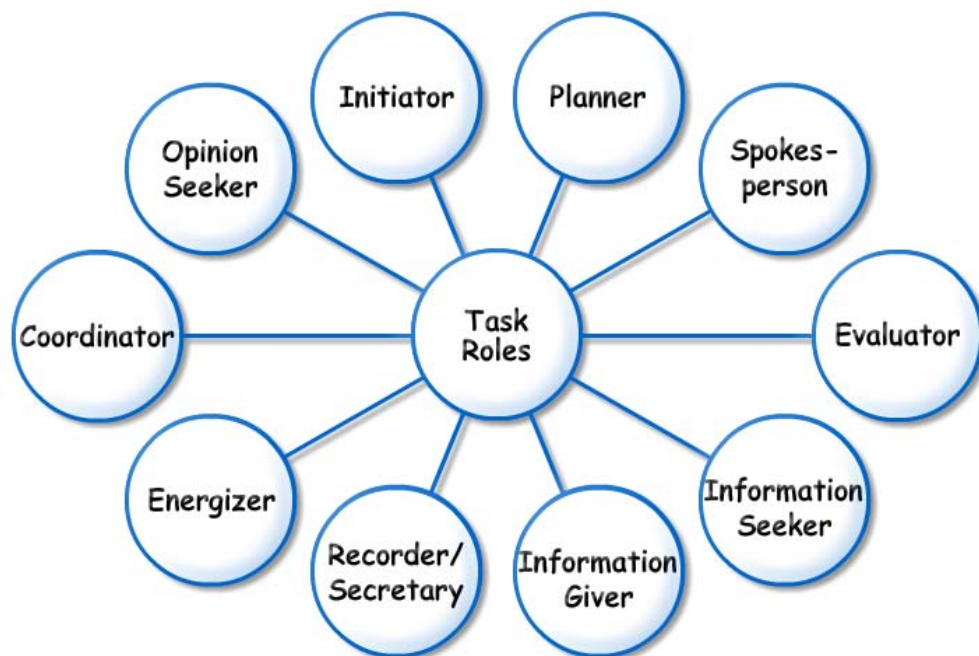 Initiator
Planner
Opinion
Seeker
Spokes-
person
Coordinator
Task
Roles
Evaluator
Energizer
Information
Seeker
Recorder/
Secretary
Information
Giver